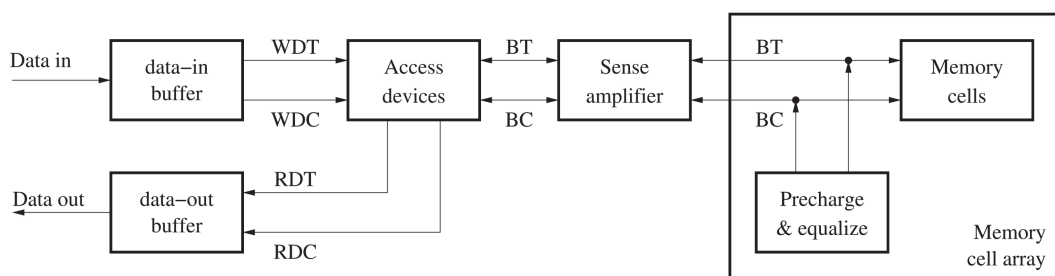 Data in
data−in
buffer
WDT
WDC
Access
devices
BT
BC
Sense
amplifier
BT
BC
Memory
cells
Data out
data−out
buffer
RDT
RDC
Precharge
& equalize
Memory
cell array